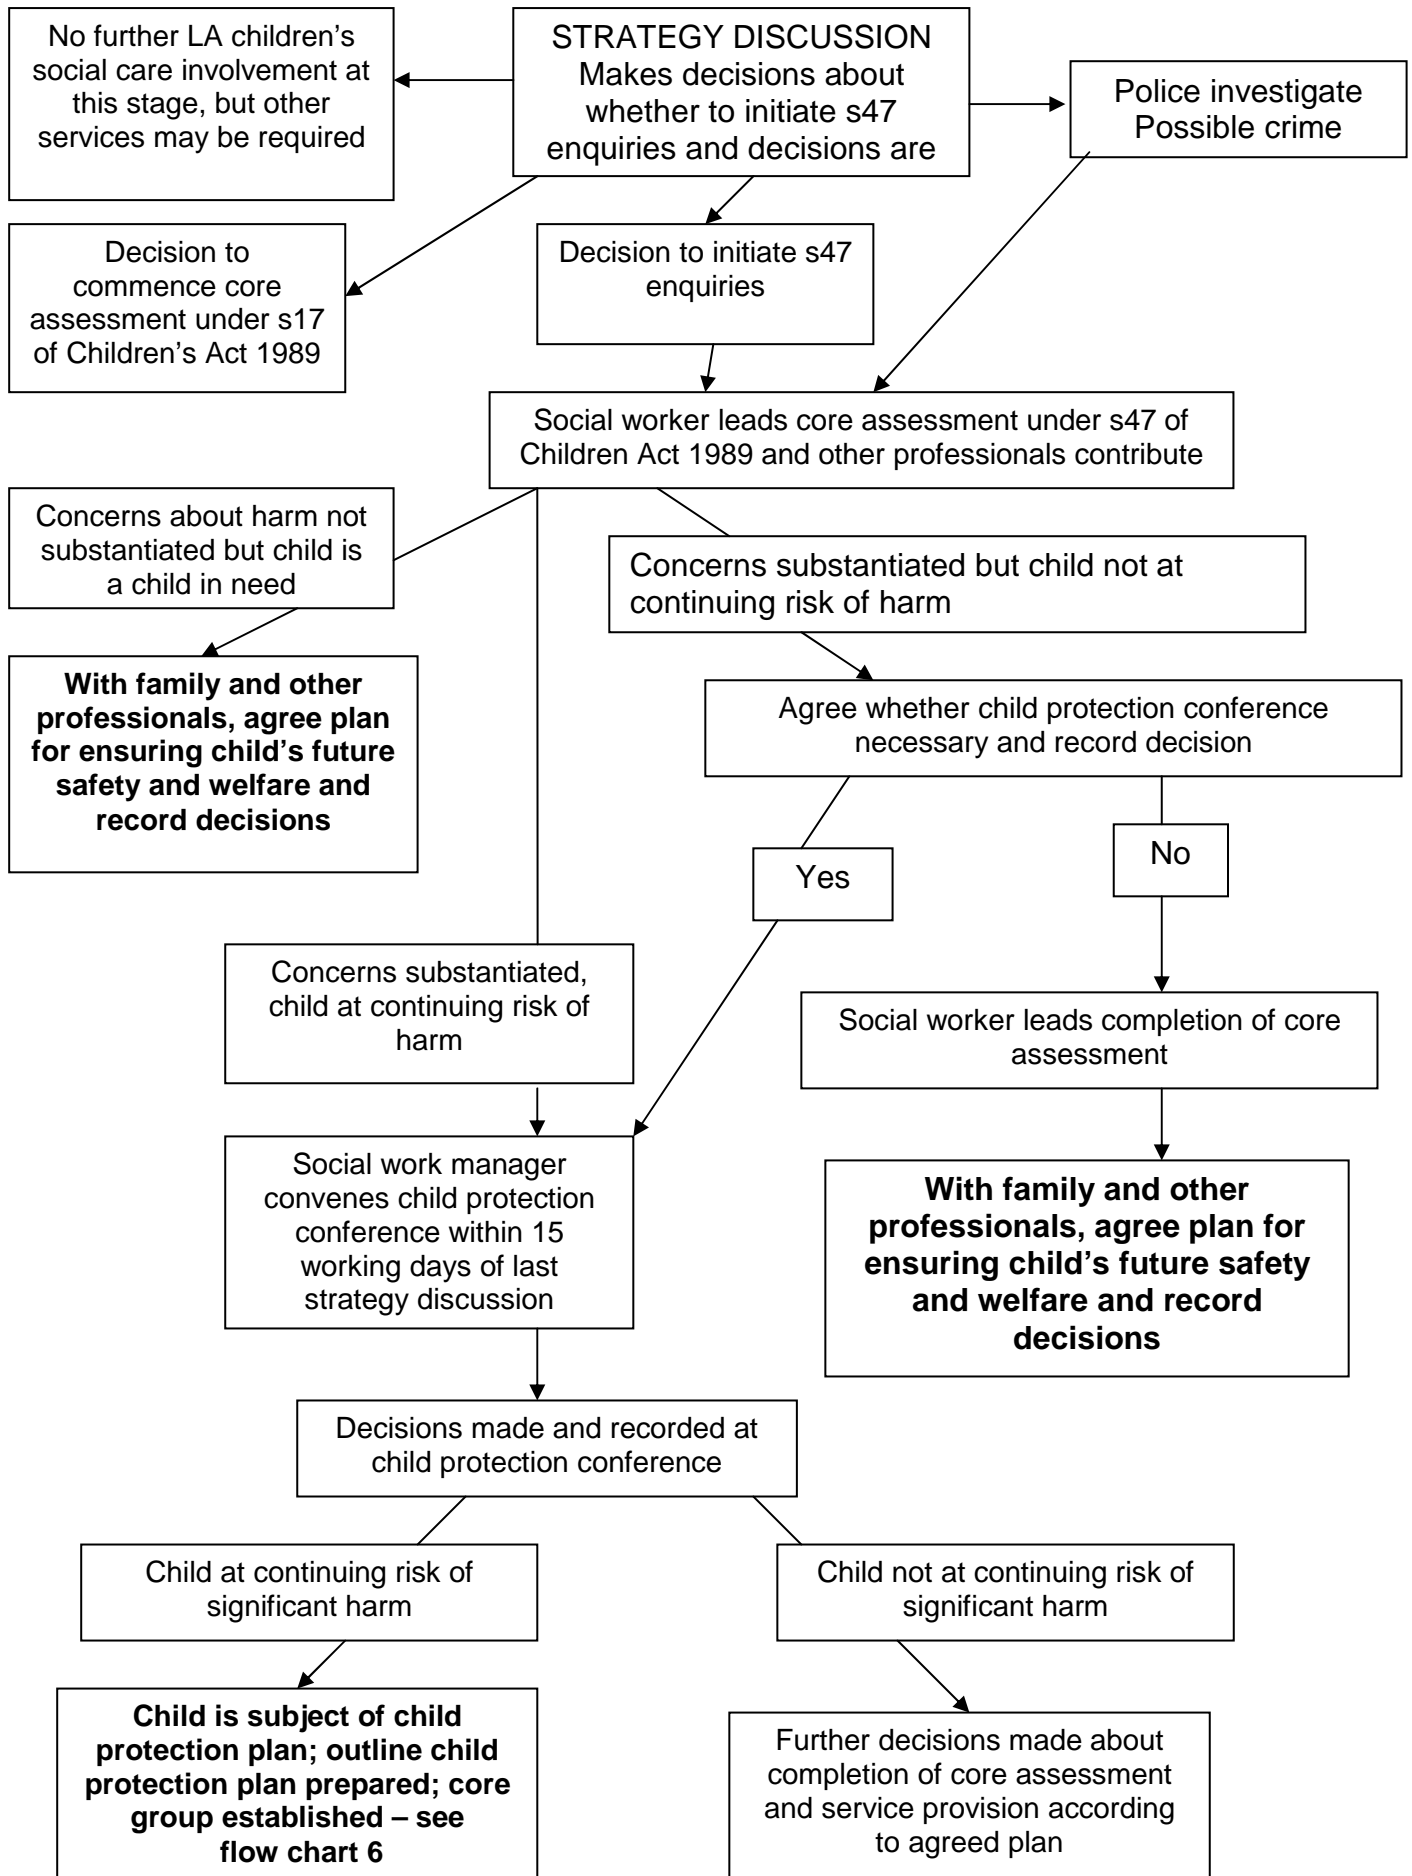 No further LA children's
social care involvement at
this stage, but other
services may be required
STRATEGY DISCUSSION
Makes decisions about
whether to initiate s47
enquiries and decisions are
Police investigate
Possible crime
Decision to
commence core
assessment under s17
of Children's Act 1989
Decision to initiate s47
enquiries
Social worker leads core assessment under s47 of
Children Act 1989 and other professionals contribute
Concerns about harm not
substantiated but child is
a child in need
Concerns substantiated but child not at
continuing risk of harm
With family and other
professionals, agree plan
for ensuring child's future
safety and welfare and
record decisions
Agree whether child protection conference
necessary and record decision
Yes
No
Concerns substantiated,
child at continuing risk of
harm
Social worker leads completion of core
assessment
Social work manager
convenes child protection
conference within 15
working days of last
strategy discussion
With family and other
professionals, agree plan for
ensuring child's future safety
and welfare and record
decisions
Decisions made and recorded at
child protection conference
Child at continuing risk of
significant harm
Child not at continuing risk of
significant harm
Child is subject of child
protection plan; outline child
protection plan prepared; core
group established – see
flow chart 6
Further decisions made about
completion of core assessment
and service provision according
to agreed plan